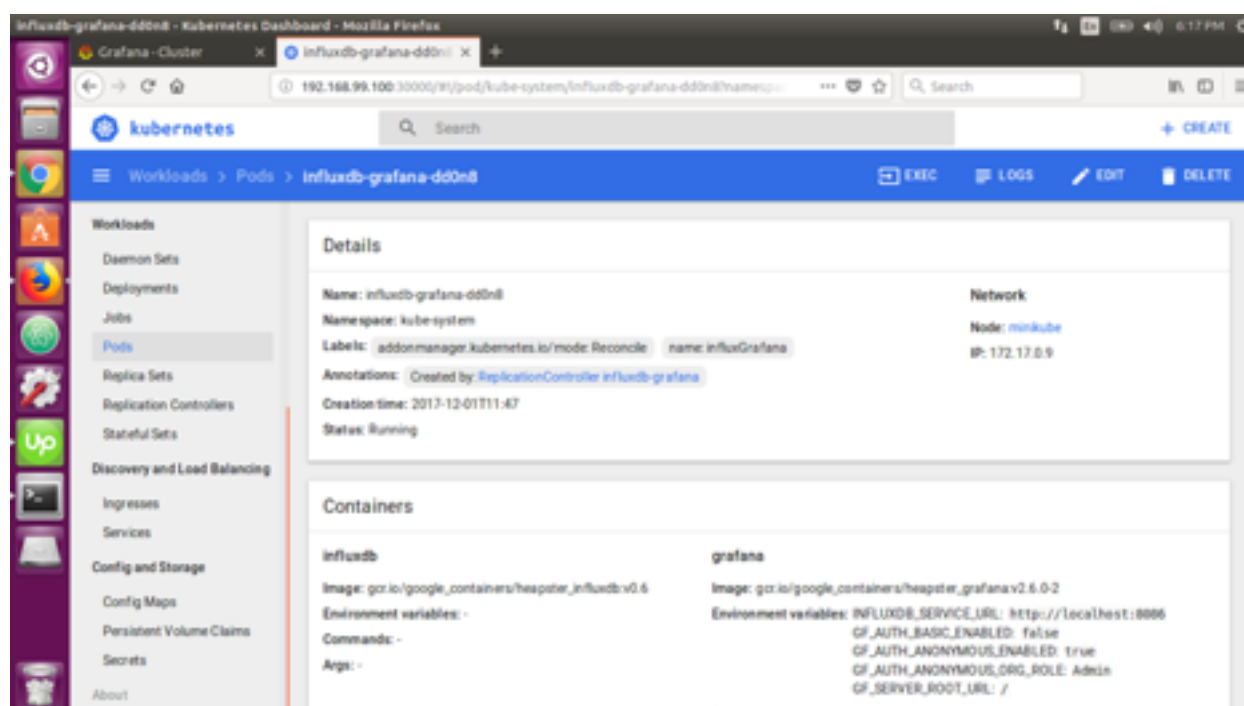 influxdb-grafana-dd0n8 - Kubernetes Dashboard - Mozilla Firefox
En
6:17 PM
Grafana - Cluster
influxdb-grafana-dd0n8
192.168.99.100:30000/#!/pod/kube-system/influxdb-grafana-dd0n8?namespa
Search
kubernetes
Search
+ CREATE
Workloads > Pods > influxdb-grafana-dd0n8
EXEC
LOGS
EDIT
DELETE
Workloads
Daemon Sets
Deployments
Jobs
Pods
Replica Sets
Replication Controllers
Stateful Sets
Discovery and Load Balancing
Ingresses
Services
Config and Storage
Config Maps
Persistent Volume Claims
Secrets
About
Details
Name: influxdb-grafana-dd0n8
Namespace: kube-system
Labels: addonmanager.kubernetes.io/mode: Reconcile name: influxGrafana
Annotations: Created by: ReplicationController influxdb-grafana
Creation time: 2017-12-01T11:47
Status: Running
Network
Node: minikube
IP: 172.17.0.9
Containers
influxdb
Image: gcr.io/google_containers/heapster_influxdb:v0.6
Environment variables: -
Commands: -
Args: -
grafana
Image: gcr.io/google_containers/heapster_grafana:v2.6.0-2
Environment variables: INFLUXDB_SERVICE_URL: http://localhost:8086
GF_AUTH_BASIC_ENABLED: false
GF_AUTH_ANONYMOUS_ENABLED: true
GF_AUTH_ANONYMOUS_ORG_ROLE: Admin
GF_SERVER_ROOT_URL: /
Up